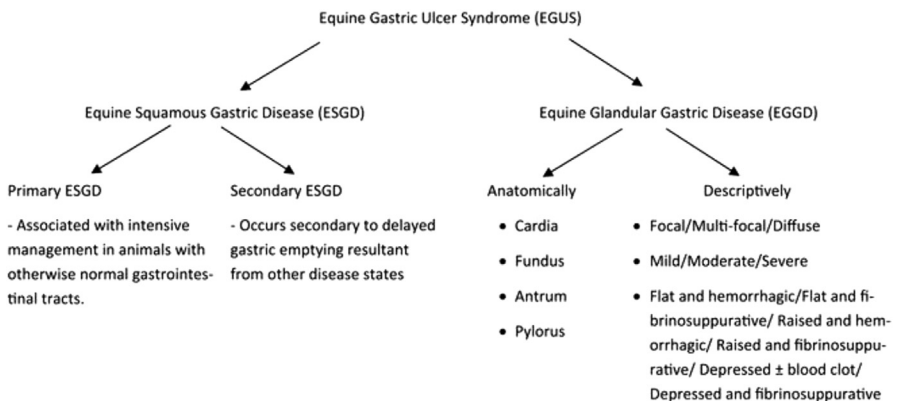 Equine Gastric Ulcer Syndrome (EGUS)
Equine Squamous Gastric Disease (ESGD)
Equine Glandular Gastric Disease (EGGD)
Primary ESGD
- Associated with intensive
management in animals with
otherwise normal gastrointes-
tinal tracts.
Secondary ESGD
- Occurs secondary to delayed
gastric emptying resultant
from other disease states
Anatomically
• Cardia
• Fundus
• Antrum
• Pylorus
Descriptively
• Focal/Multi-focal/Diffuse
• Mild/Moderate/Severe
• Flat and hemorrhagic/Flat and fi-
brinosuppurative/ Raised and hem-
orrhagic/ Raised and fibrinosuppu-
rative/ Depressed ± blood clot/
Depressed and fibrinosuppurative